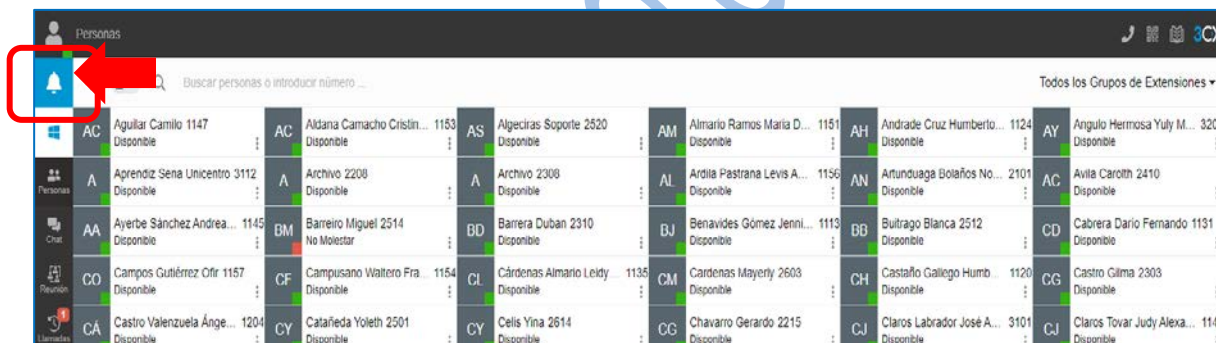 Personas
3CX
Buscar personas o introducir número ...
Todos los Grupos de Extensiones
AC Aguilar Camilo 1147 AC Aldana Camacho Cristin... 1153 AS Algeciras Soporte 2520 AM Almario Ramos Maria D... 1151 AH Andrade Cruz Humberto... 1124 AY Angulo Hermosa Yuly M... 320
Disponible Disponible Disponible Disponible Disponible Disponible
Personas
A Aprendiz Sena Unicentro 3112 A Archivo 2208 A Archivo 2308 AL Ardila Pastrana Levis A... 1156 AN Artunduaga Bolaños No... 2101 AC Avila Carolth 2410
Disponible Disponible Disponible Disponible Disponible Disponible
Chat
AA Ayerbe Sánchez Andrea... 1145 BM Barreiro Miguel 2514 BD Barrera Duban 2310 BJ Benavides Gómez Jenni... 1113 BB Buitrago Blanca 2512 CD Cabrera Dario Fernando 1131
Disponible No Molestar Disponible Disponible Disponible Disponible
Reunión
CO Campos Gutiérrez Ofir 1157 CF Campusano Waltero Fra... 1154 CL Cárdenas Almario Leidy... 1135 CM Cardenas Mayerly 2603 CH Castaño Gallego Humb... 1120 CG Castro Gilma 2303
Disponible Disponible Disponible Disponible Disponible Disponible
1
Llamadas
CÁ Castro Valenzuela Ánge... 1204 CY Catañeda Yoleth 2501 CY Celis Yina 2614 CG Chavarro Gerardo 2215 CJ Claros Labrador José A... 3101 CJ Claros Tovar Judy Alexa... 114
Disponible Disponible Disponible Disponible Disponible Disponible